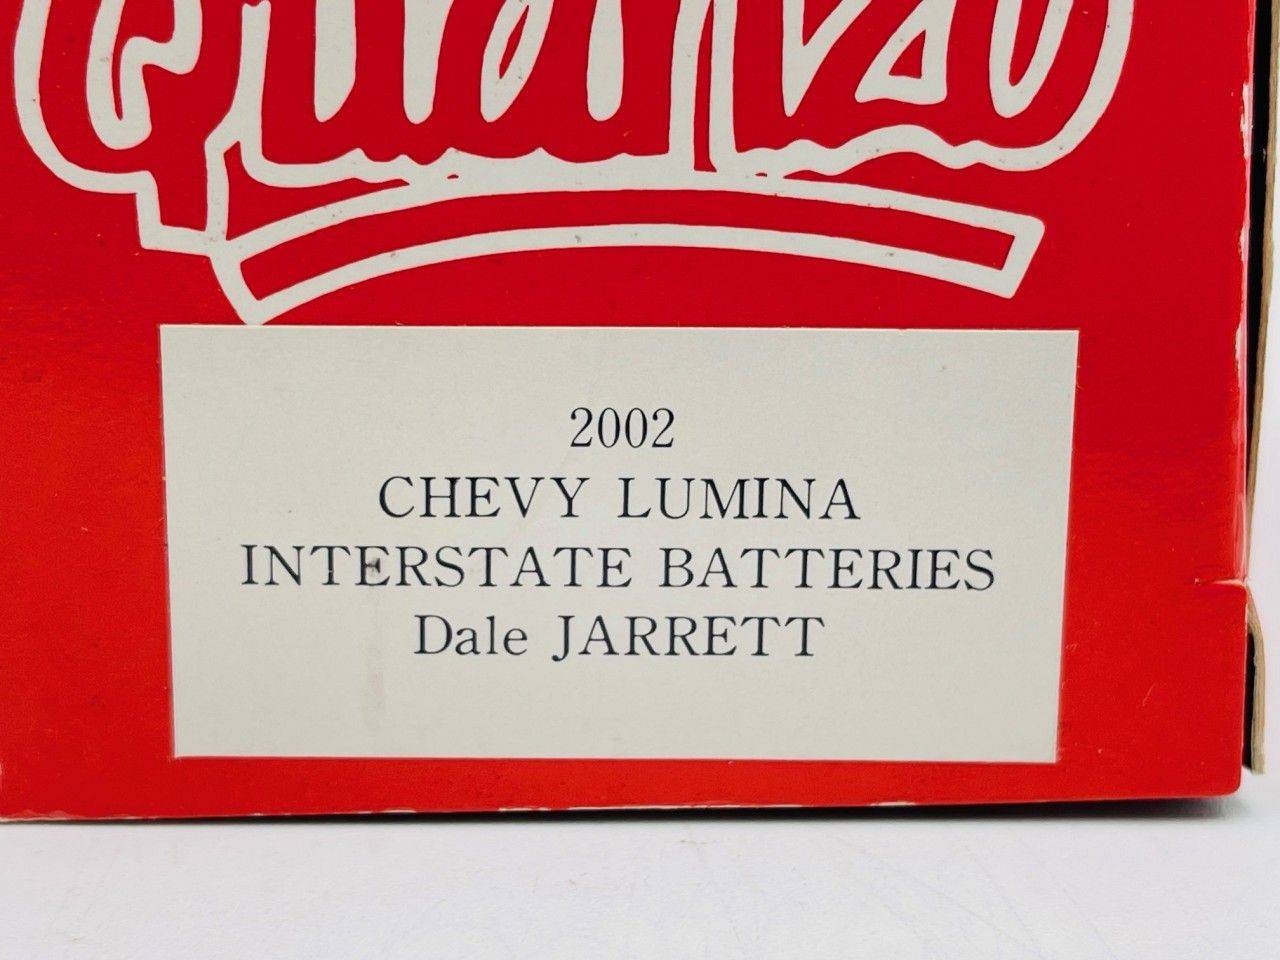 2002
CHEVY LUMINA
INTERSTATE BATTERIES
Dale JARRETT